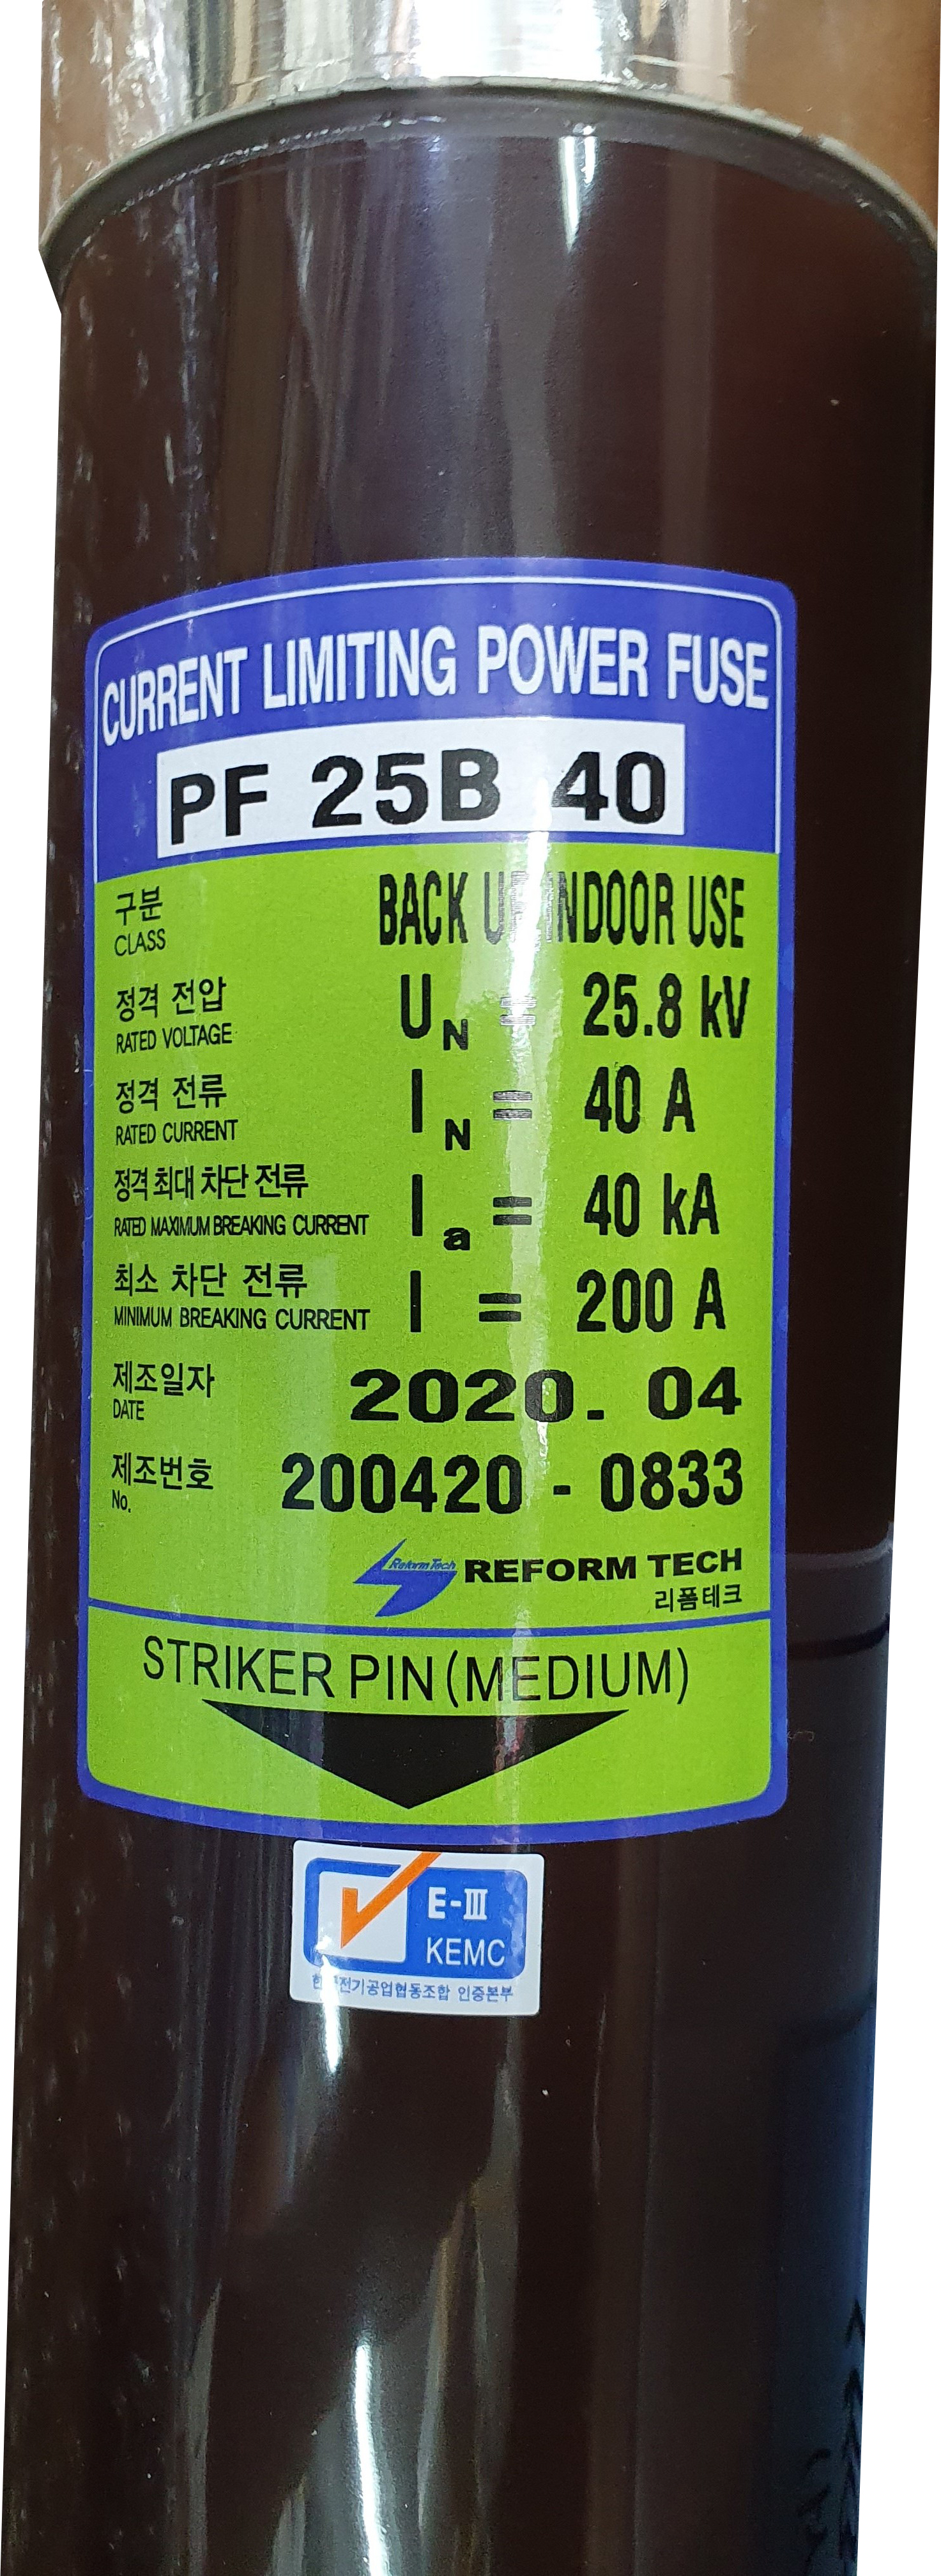 CURRENT LIMITING POWER FUSE
PF 25B 40
구분 BACK UP INDOOR USE
CLASS
정격 전압 UN = 25.8 kV
RATED VOLTAGE
정격 전류 IN = 40 A
RATED CURRENT
정격 최대 차단 전류 Ia = 40 kA
RATED MAXIMUM BREAKING CURRENT
최소 차단 전류 I = 200 A
MINIMUM BREAKING CURRENT
제조일자 2020. 04
DATE
제조번호 200420 - 0833
No.
Reform Tech REFORM TECH
리폼테크
STRIKER PIN (MEDIUM)
E-Ⅲ
KEMC
한국전기공업협동조합 인증본부